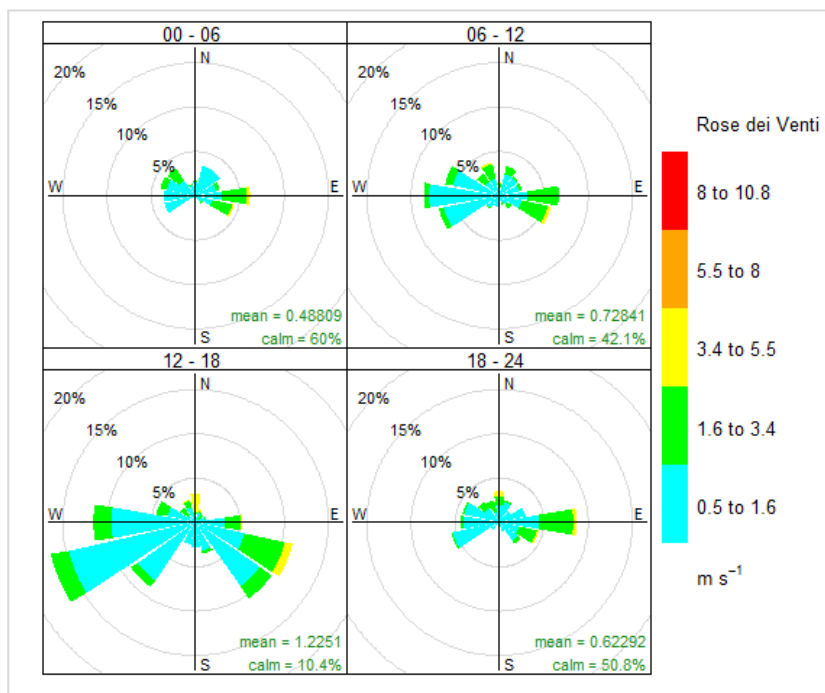 00 - 06
N
20%
15%
10%
5%
W
E
mean = 0.48809
S
calm = 60%
06 - 12
N
20%
15%
10%
5%
W
E
mean = 0.72841
S
calm = 42.1%
12 - 18
N
20%
15%
10%
5%
W
E
mean = 1.2251
S
calm = 10.4%
18 - 24
N
20%
15%
10%
5%
W
E
mean = 0.62292
S
calm = 50.8%
Rose dei Venti
8 to 10.8
5.5 to 8
3.4 to 5.5
1.6 to 3.4
0.5 to 1.6
m s⁻¹